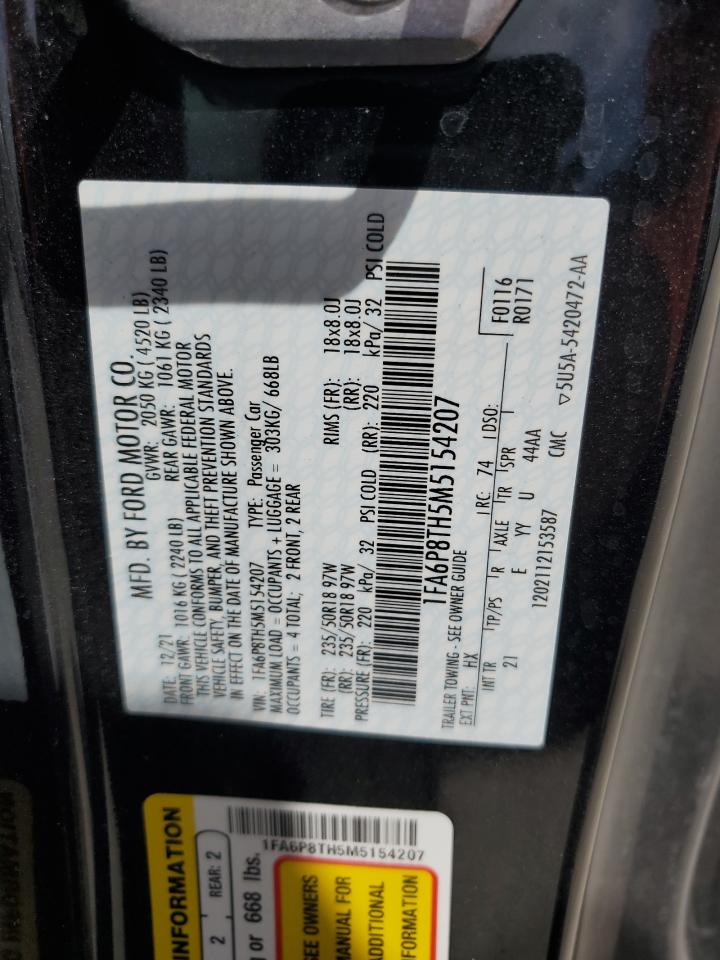 MFD. BY FORD MOTOR CO.
DATE: 12/21 GVWR: 2050 KG ( 4520 LB)
FRONT GAWR: 1016 KG ( 2240 LB) REAR GAWR: 1061 KG ( 2340 LB)
THIS VEHICLE CONFORMS TO ALL APPLICABLE FEDERAL MOTOR
VEHICLE SAFETY, BUMPER, AND THEFT PREVENTION STANDARDS
IN EFFECT ON THE DATE OF MANUFACTURE SHOWN ABOVE.
VIN: 1FA6P8TH5M5154207 TYPE: Passenger Car
MAXIMUM LOAD = OCCUPANTS + LUGGAGE = 303KG/ 668LB
OCCUPANTS = 4 TOTAL; 2 FRONT, 2 REAR
TIRE (FR): 235/50R18 97W RIMS (FR): 18x8.0J
(RR): 235/50R18 97W (RR): 18x8.0J
PRESSURE (FR): 220 kPa/ 32 PSI COLD (RR): 220 kPa/ 32 PSI COLD
1FA6P8TH5M5154207
TRAILER TOWING - SEE OWNER GUIDE
EXT PNT: HX RC: 74 DSO: F0116
R0171
INT TR TP/PS R AXLE TR SPR
21 E YY U 44AA
1202112153587 CMC ▽5U5A-5420472-AA
INFORMATION
2 REAR: 2
or 668 lbs.
1FA6P8TH5M5154207
SEE OWNERS
MANUAL FOR
ADDITIONAL
INFORMATION